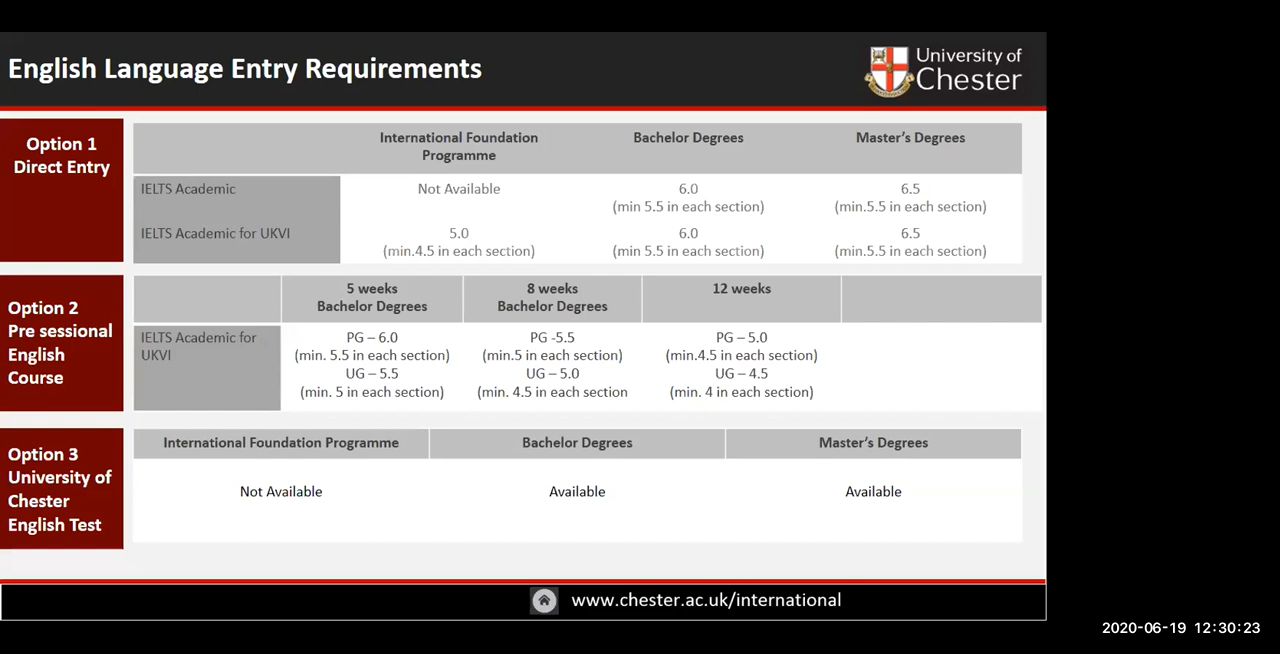 English Language Entry Requirements
University of
Chester
Option 1
Direct Entry
International Foundation
Programme
Bachelor Degrees
Master's Degrees
IELTS Academic
Not Available
6.0
(min 5.5 in each section)
6.5
(min.5.5 in each section)
IELTS Academic for UKVI
5.0
(min.4.5 in each section)
6.0
(min 5.5 in each section)
6.5
(min.5.5 in each section)
Option 2
Pre sessional
English
Course
5 weeks
Bachelor Degrees
8 weeks
Bachelor Degrees
12 weeks
IELTS Academic for
UKVI
PG – 6.0
(min. 5.5 in each section)
UG – 5.5
(min. 5 in each section)
PG -5.5
(min.5 in each section)
UG – 5.0
(min. 4.5 in each section
PG – 5.0
(min.4.5 in each section)
UG – 4.5
(min. 4 in each section)
Option 3
University of
Chester
English Test
International Foundation Programme
Bachelor Degrees
Master's Degrees
Not Available
Available
Available
www.chester.ac.uk/international
2020-06-19 12:30:23